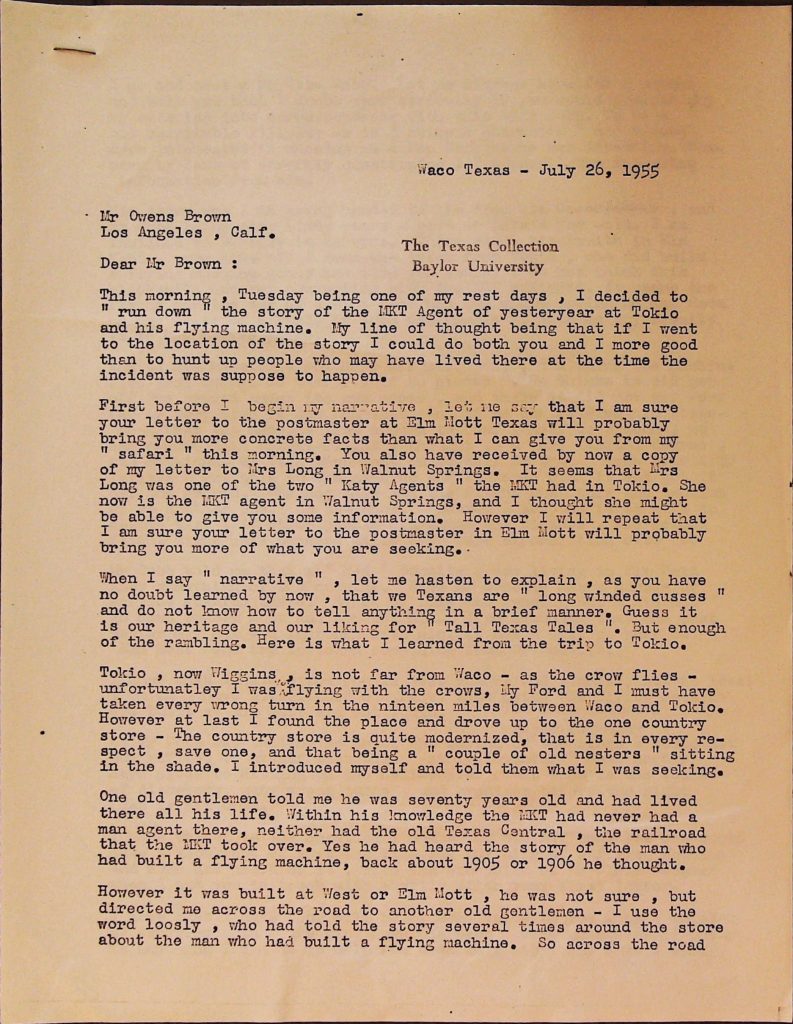 Waco Texas - July 26, 1955
Mr Owens Brown
Los Angeles , Calf.
The Texas Collection
Baylor University
Dear Mr Brown :
This morning , Tuesday being one of my rest days , I decided to
" run down " the story of the MKT Agent of yesteryear at Tokio
and his flying machine. My line of thought being that if I went
to the location of the story I could do both you and I more good
than to hunt up people who may have lived there at the time the
incident was suppose to happen.
First before I begin my narrative , let me say that I am sure
your letter to the postmaster at Elm Mott Texas will probably
bring you more concrete facts than what I can give you from my
" safari " this morning. You also have received by now a copy
of my letter to Mrs Long in Walnut Springs. It seems that Mrs
Long was one of the two " Katy Agents " the MKT had in Tokio. She
now is the MKT agent in Walnut Springs, and I thought she might
be able to give you some information. However I will repeat that
I am sure your letter to the postmaster in Elm Mott will probably
bring you more of what you are seeking.
When I say " narrative " , let me hasten to explain , as you have
no doubt learned by now , that we Texans are " long winded cusses "
and do not know how to tell anything in a brief manner. Guess it
is our heritage and our liking for " Tall Texas Tales ". But enough
of the rambling. Here is what I learned from the trip to Tokio.
Tokio , now Wiggins , is not far from Waco - as the crow flies -
unfortunatley I was flying with the crows, My Ford and I must have
taken every wrong turn in the ninteen miles between Waco and Tokio.
However at last I found the place and drove up to the one country
store - The country store is quite modernized, that is in every re-
spect , save one, and that being a " couple of old nesters " sitting
in the shade. I introduced myself and told them what I was seeking.
One old gentlemen told me he was seventy years old and had lived
there all his life. Within his knowledge the MKT had never had a
man agent there, neither had the old Texas Central , the railroad
that the MKT took over. Yes he had heard the story of the man who
had built a flying machine, back about 1905 or 1906 he thought.
However it was built at West or Elm Mott , he was not sure , but
directed me across the road to another old gentlemen - I use the
word loosly , who had told the story several times around the store
about the man who had built a flying machine. So across the road